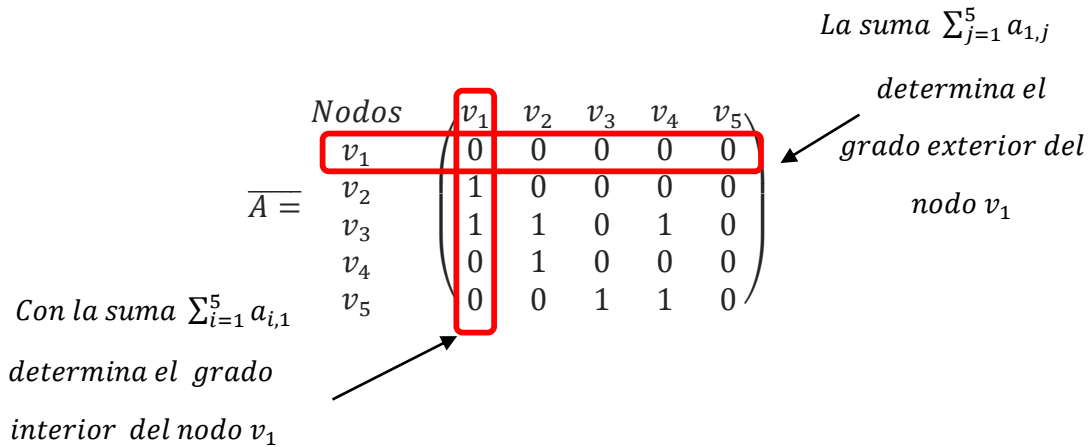 La suma ∑_{j=1}^{5} a_{1,j}
determina el
grado exterior del
nodo v_1
Nodos v_1 v_2 v_3 v_4 v_5
v_1 0 0 0 0 0
v_2 1 0 0 0 0
A =
v_3 1 1 0 1 0
v_4 0 1 0 0 0
v_5 0 0 1 1 0
Con la suma ∑_{i=1}^{5} a_{i,1}
determina el grado
interior del nodo v_1